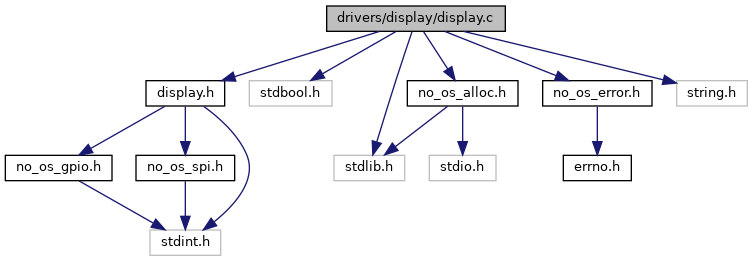 drivers/display/display.c
display.h
stdbool.h
no_os_alloc.h
no_os_error.h
string.h
no_os_gpio.h
no_os_spi.h
stdlib.h
stdio.h
errno.h
stdint.h